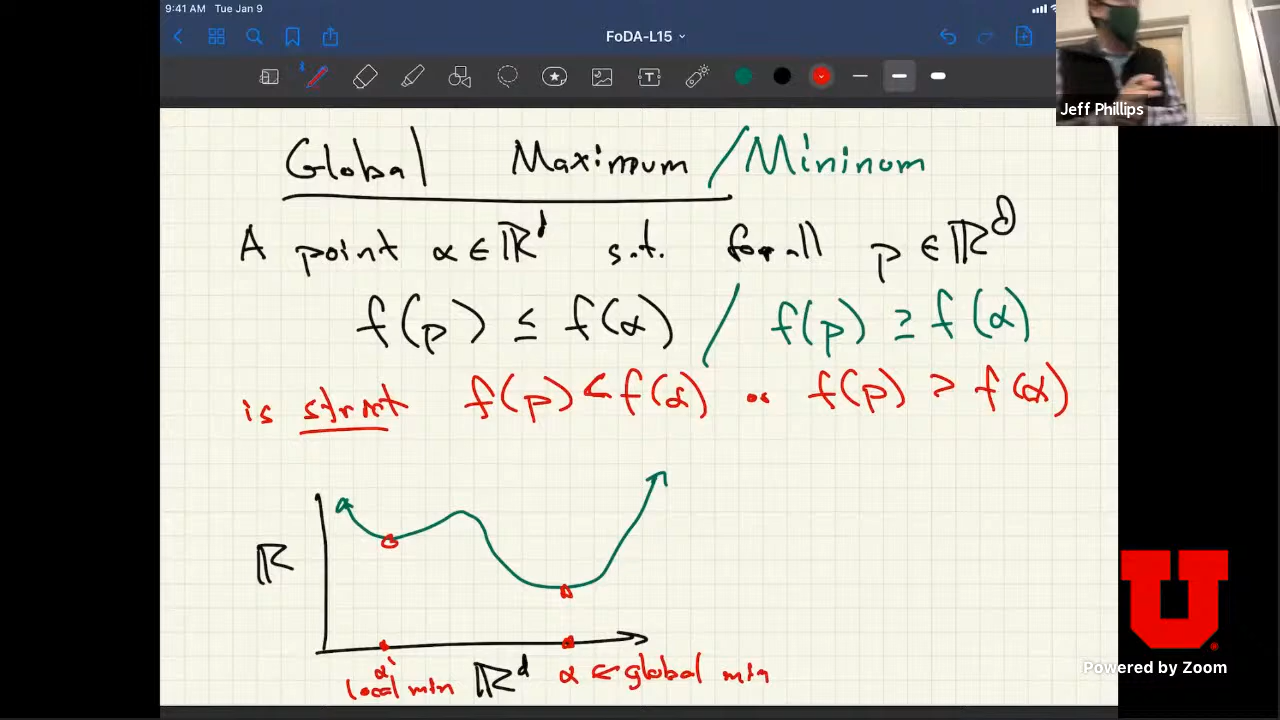 9:41 AM Tue Jan 9
FoDA-L15
T
Jeff Phillips
Global Maximum / Mininum
A point α ∈ ℝᵈ s.t. for all p ∈ ℝᵈ
f(p) ≤ f(α) / f(p) ≥ f(α)
is strict f(p) < f(α) or f(p) > f(α)
ℝ
α' ℝᵈ α ← global min
local min
U
Powered by Zoom